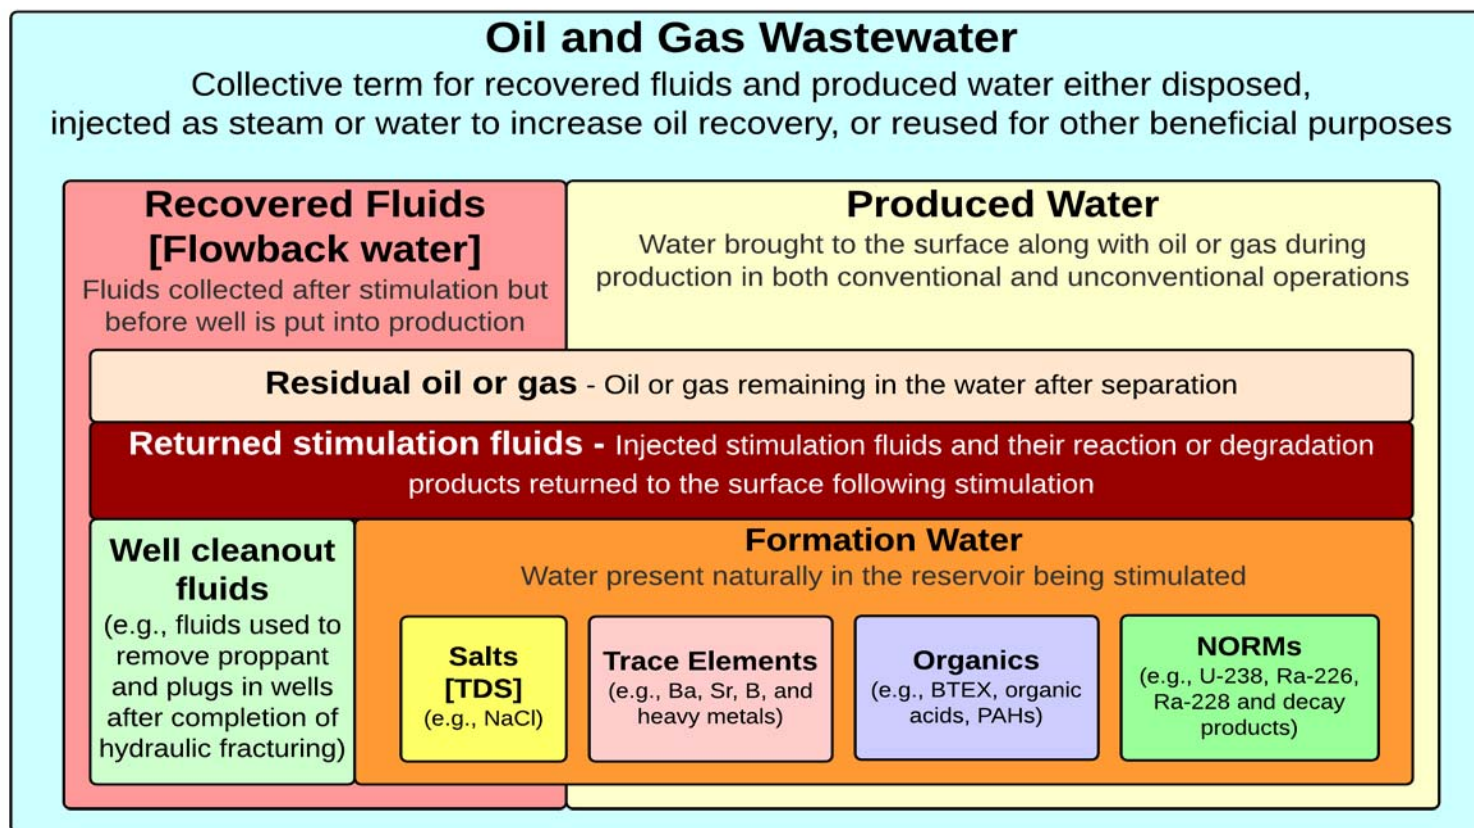 Oil and Gas Wastewater
Collective term for recovered fluids and produced water either disposed,
injected as steam or water to increase oil recovery, or reused for other beneficial purposes
Recovered Fluids
[Flowback water]
Fluids collected after stimulation but
before well is put into production
Produced Water
Water brought to the surface along with oil or gas during
production in both conventional and unconventional operations
Residual oil or gas - Oil or gas remaining in the water after separation
Returned stimulation fluids - Injected stimulation fluids and their reaction or degradation
products returned to the surface following stimulation
Well cleanout
fluids
(e.g., fluids used to
remove proppant
and plugs in wells
after completion of
hydraulic fracturing)
Formation Water
Water present naturally in the reservoir being stimulated
Salts
[TDS]
(e.g., NaCl)
Trace Elements
(e.g., Ba, Sr, B, and
heavy metals)
Organics
(e.g., BTEX, organic
acids, PAHs)
NORMs
(e.g., U-238, Ra-226,
Ra-228 and decay
products)